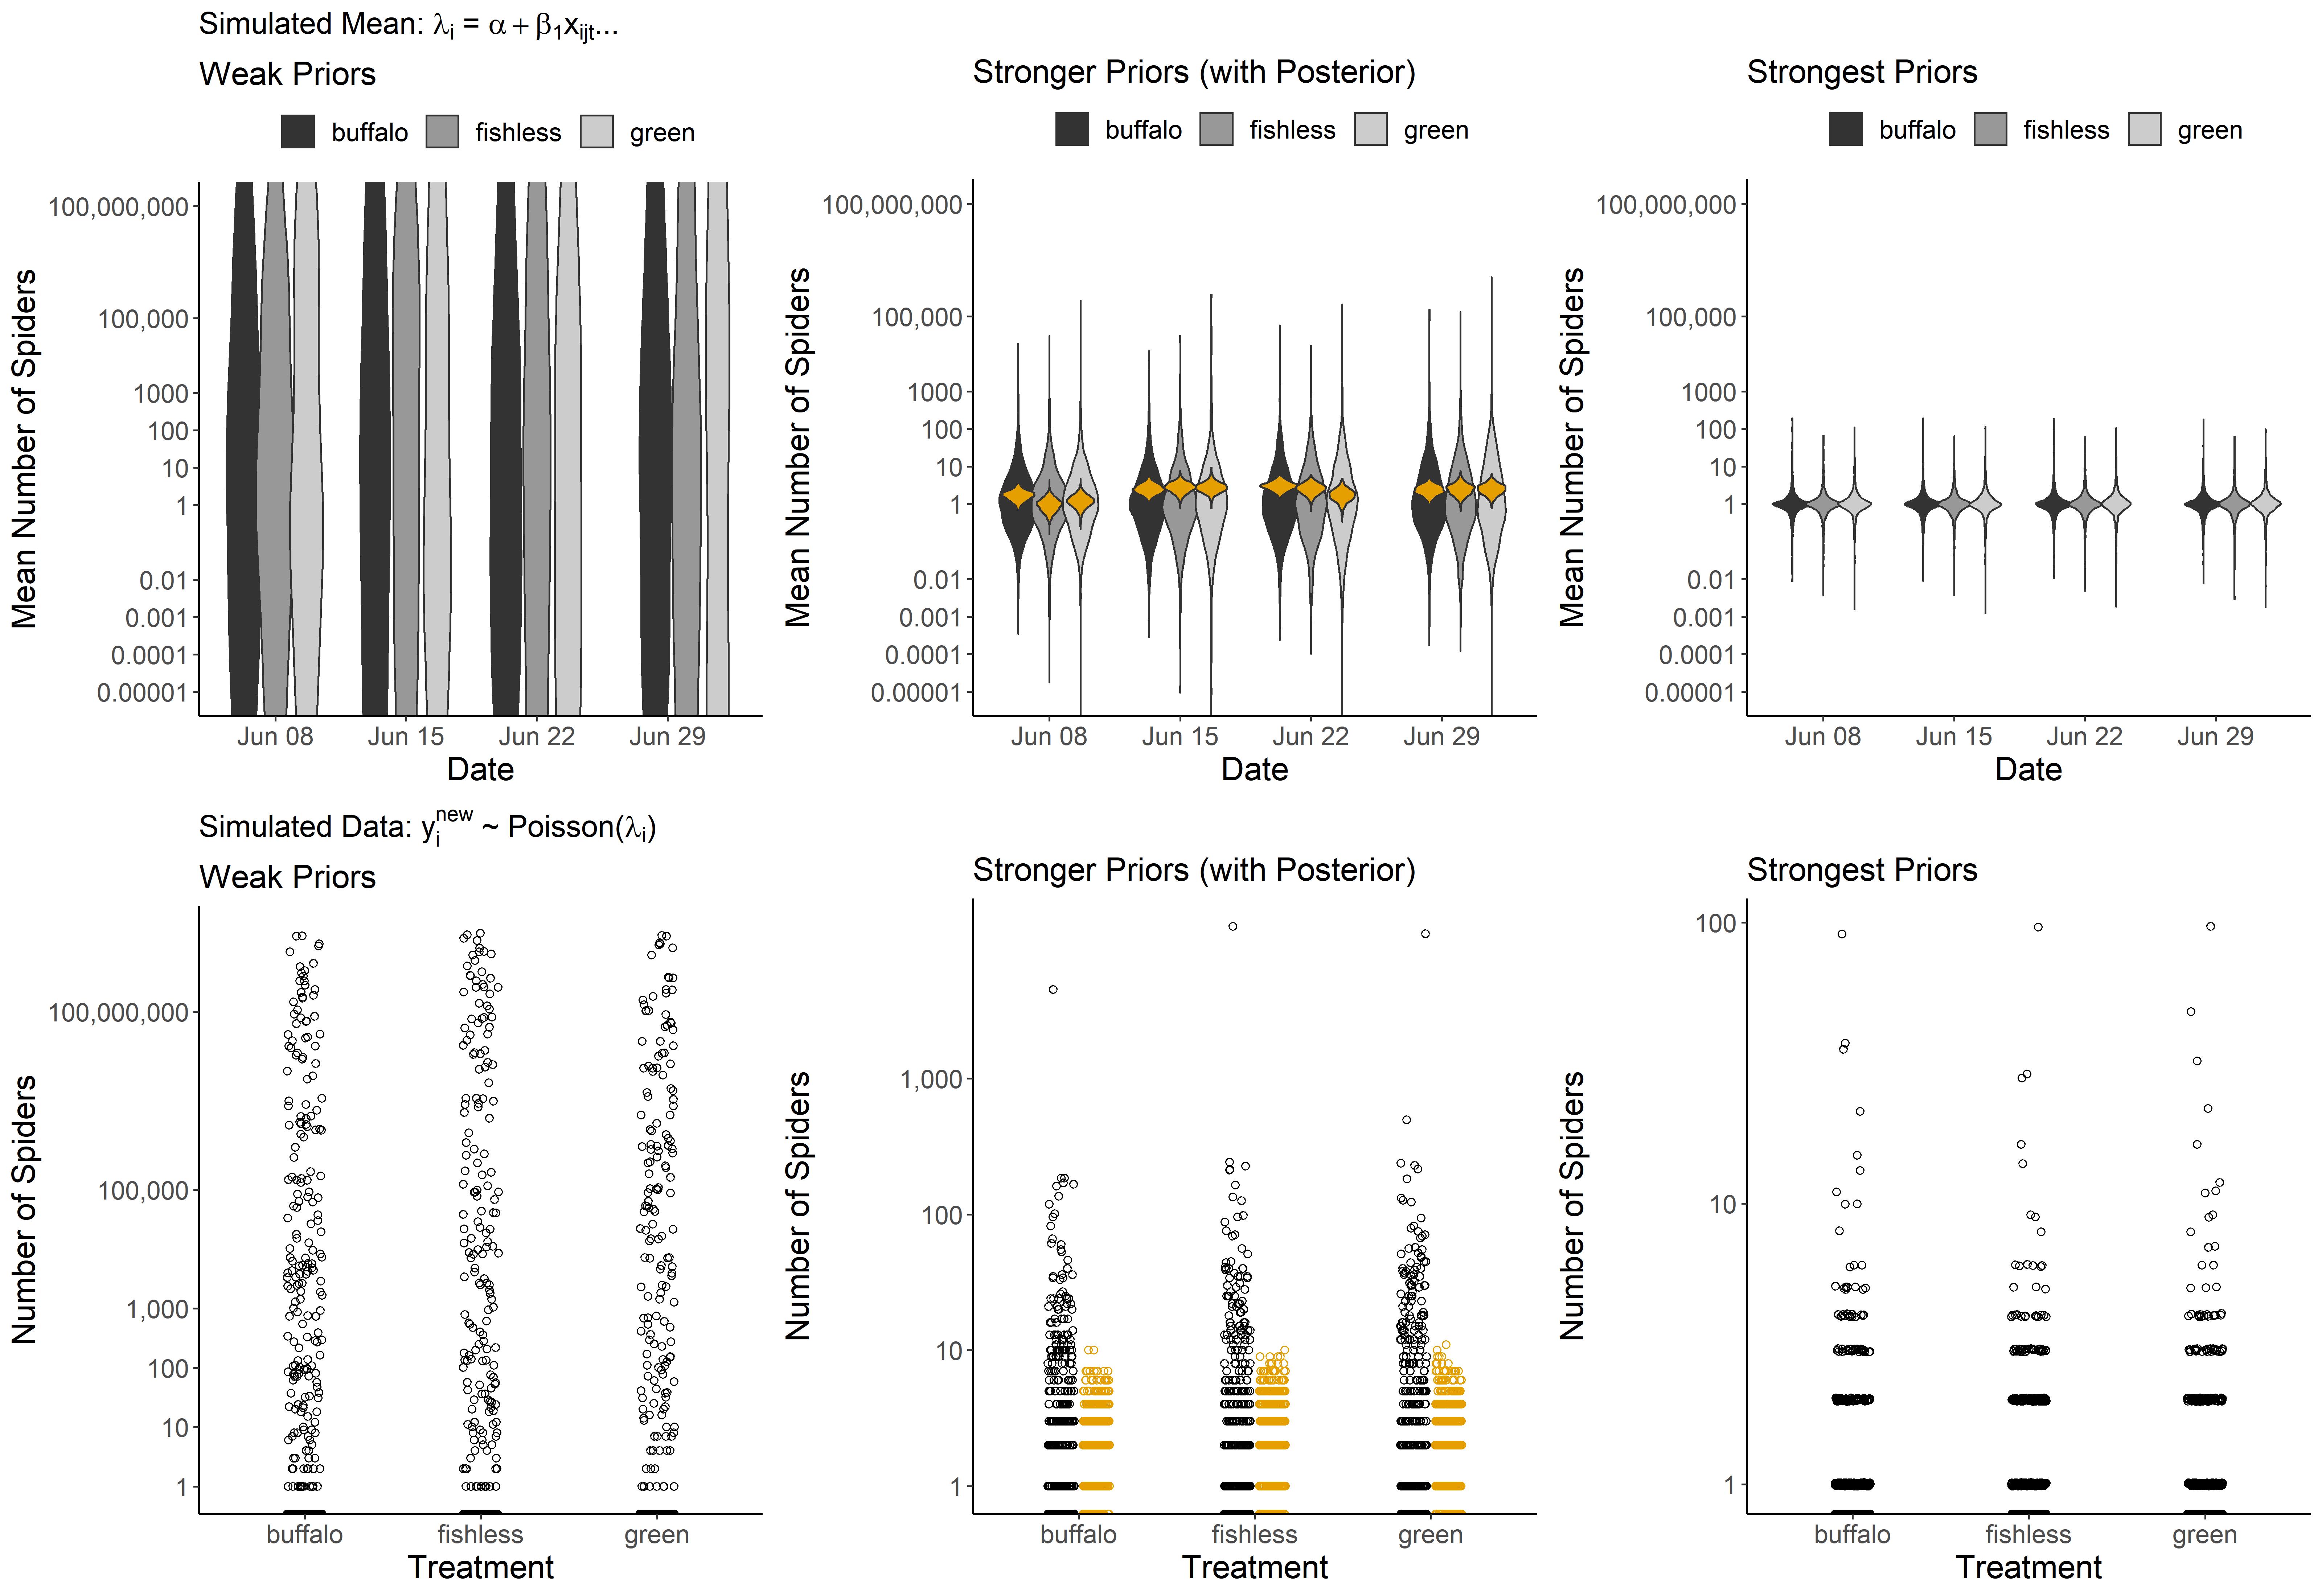 Simulated Mean: λi = α + β1xijt...
Weak Priors
buffalo fishless green
Mean Number of Spiders
100,000,000
100,000
1000
100
10
1
0.01
0.001
0.0001
0.00001
Jun 08 Jun 15 Jun 22 Jun 29
Date
Stronger Priors (with Posterior)
buffalo fishless green
Mean Number of Spiders
100,000,000
100,000
1000
100
10
1
0.01
0.001
0.0001
0.00001
Jun 08 Jun 15 Jun 22 Jun 29
Date
Strongest Priors
buffalo fishless green
Mean Number of Spiders
100,000,000
100,000
1000
100
10
1
0.01
0.001
0.0001
0.00001
Jun 08 Jun 15 Jun 22 Jun 29
Date
Simulated Data: yi^new ~ Poisson(λi)
Weak Priors
Number of Spiders
100,000,000
100,000
1,000
100
10
1
buffalo fishless green
Treatment
Stronger Priors (with Posterior)
Number of Spiders
1,000
100
10
1
buffalo fishless green
Treatment
Strongest Priors
Number of Spiders
100
10
1
buffalo fishless green
Treatment